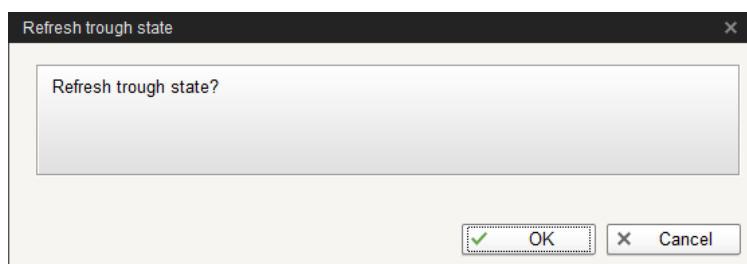 Refresh trough state
Refresh trough state?
OK
Cancel